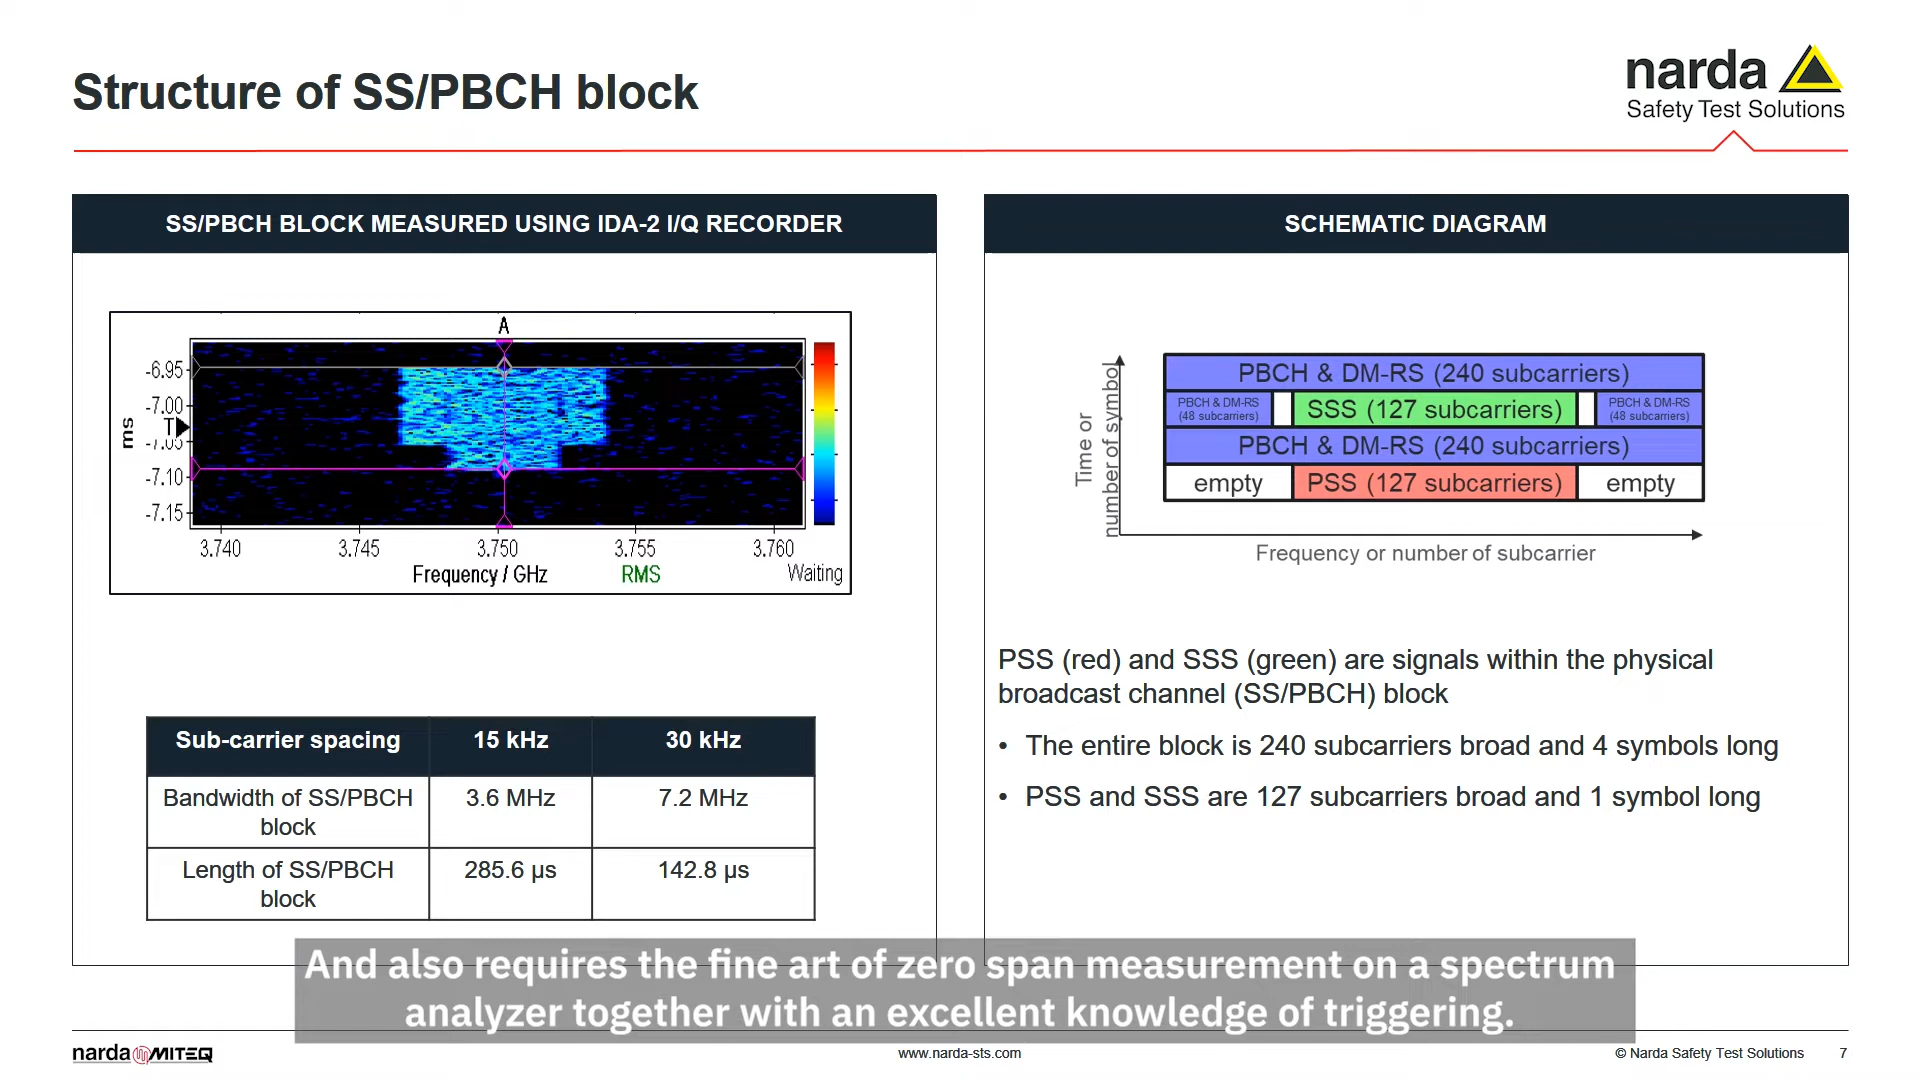 Structure of SS/PBCH block
narda
Safety Test Solutions
SS/PBCH BLOCK MEASURED USING IDA-2 I/Q RECORDER
A
-6.95
-7.00
T
-7.05
-7.10
-7.15
ms
3.740 3.745 3.750 3.755 3.760
Frequency / GHz RMS Waiting
Sub-carrier spacing 15 kHz 30 kHz
Bandwidth of SS/PBCH 3.6 MHz 7.2 MHz
block
Length of SS/PBCH 285.6 µs 142.8 µs
block
SCHEMATIC DIAGRAM
Time or
number of symbol
PBCH & DM-RS (240 subcarriers)
PBCH & DM-RS
(48 subcarriers)
SSS (127 subcarriers)
PBCH & DM-RS
(48 subcarriers)
PBCH & DM-RS (240 subcarriers)
empty PSS (127 subcarriers) empty
Frequency or number of subcarrier
PSS (red) and SSS (green) are signals within the physical
broadcast channel (SS/PBCH) block
• The entire block is 240 subcarriers broad and 4 symbols long
• PSS and SSS are 127 subcarriers broad and 1 symbol long
And also requires the fine art of zero span measurement on a spectrum
analyzer together with an excellent knowledge of triggering.
narda MITEQ
www.narda-sts.com
© Narda Safety Test Solutions 7